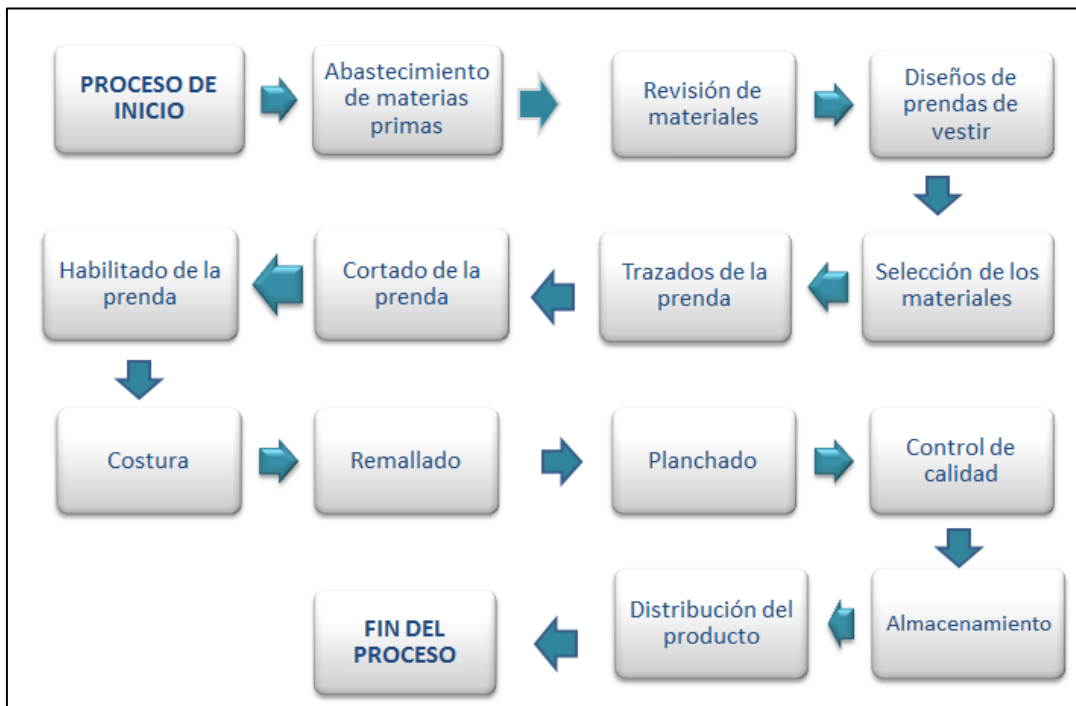 PROCESO DE
INICIO
Abastecimiento
de materias
primas
Revisión de
materiales
Diseños de
prendas de
vestir
Selección de los
materiales
Trazados de la
prenda
Cortado de la
prenda
Habilitado de la
prenda
Costura
Remallado
Planchado
Control de
calidad
Almacenamiento
Distribución del
producto
FIN DEL
PROCESO